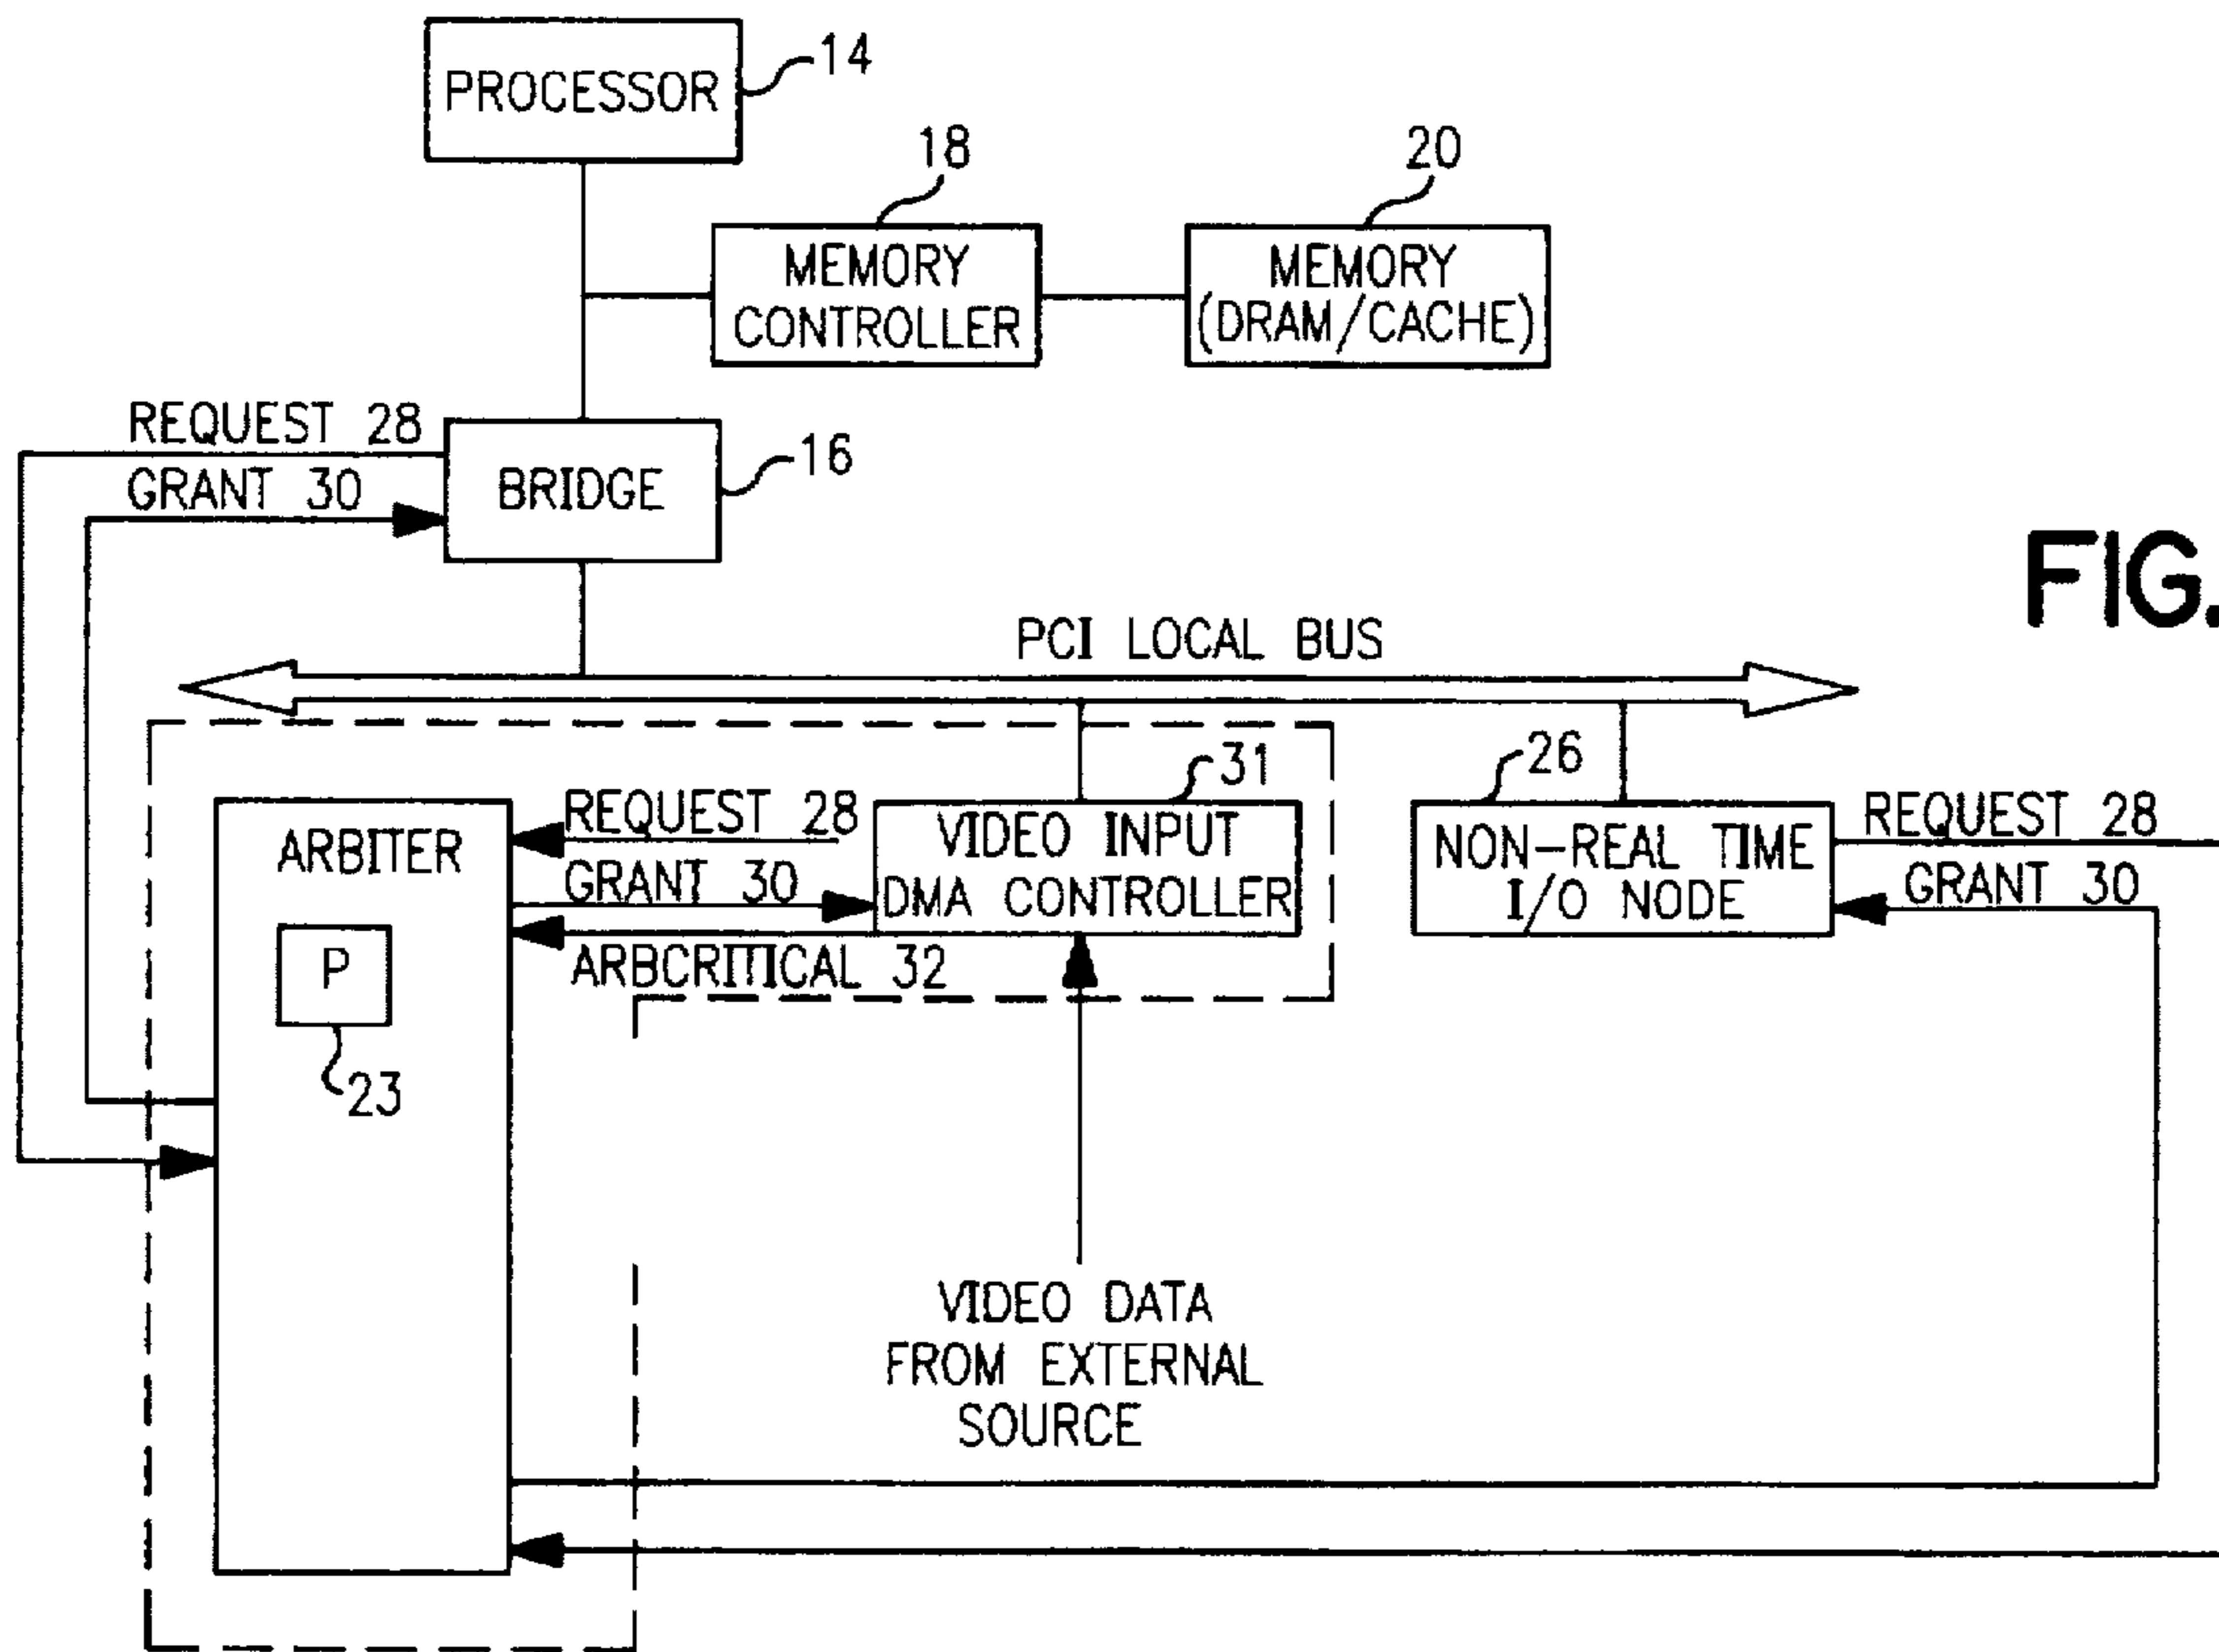 PROCESSOR
14
18
20
MEMORY
CONTROLLER
MEMORY
(DRAM/CACHE)
REQUEST 28
GRANT 30
BRIDGE
16
FIG.
PCI LOCAL BUS
31
26
ARBITER
REQUEST 28
GRANT 30
ARBCRITICAL 32
VIDEO INPUT
DMA CONTROLLER
NON-REAL TIME
I/O NODE
REQUEST 28
GRANT 30
P
23
VIDEO DATA
FROM EXTERNAL
SOURCE